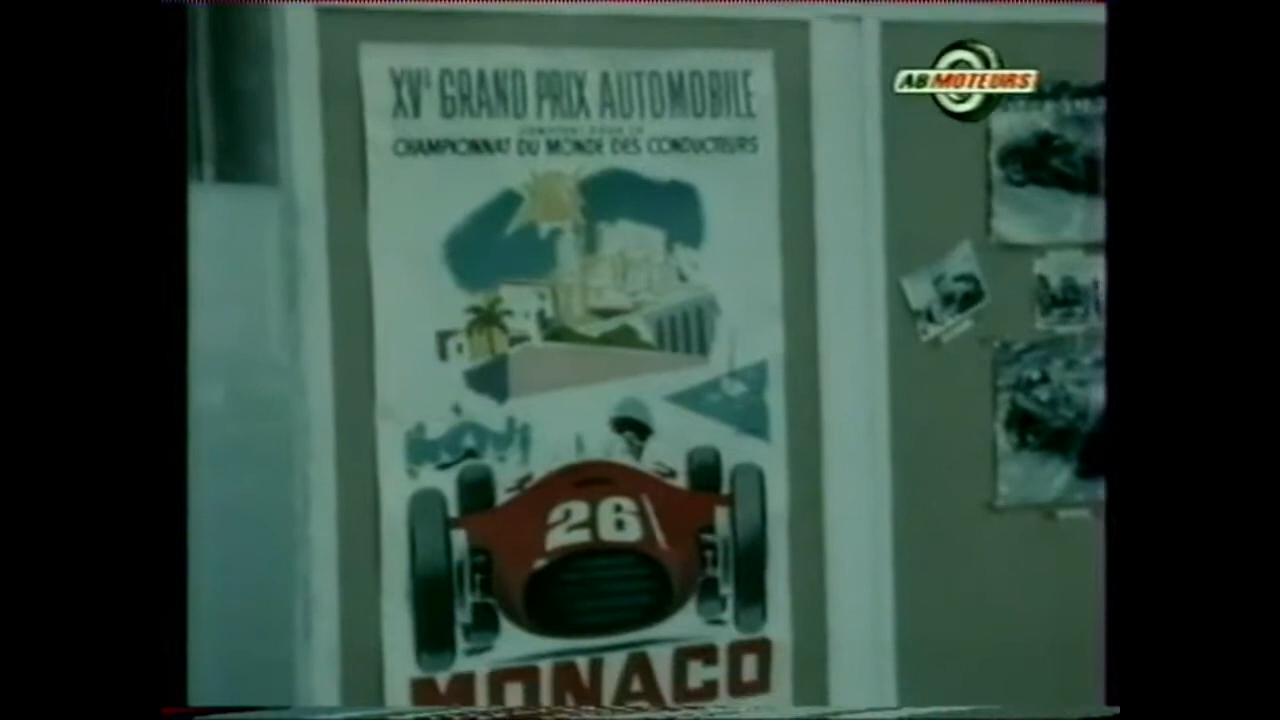 XVᵉ GRAND PRIX AUTOMOBILE
CHAMPIONNAT DU MONDE DES CONDUCTEURS
AB MOTEURS
26
MONACO